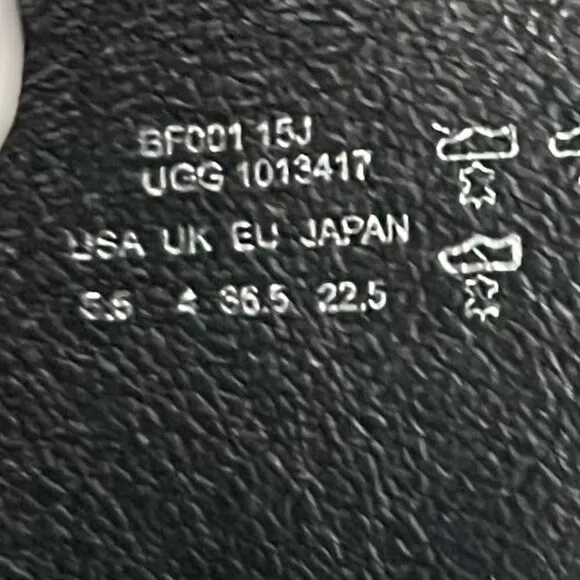 BF001 15J
UGG 1013417
USA UK EU JAPAN
5.5 4 36.5 22.5